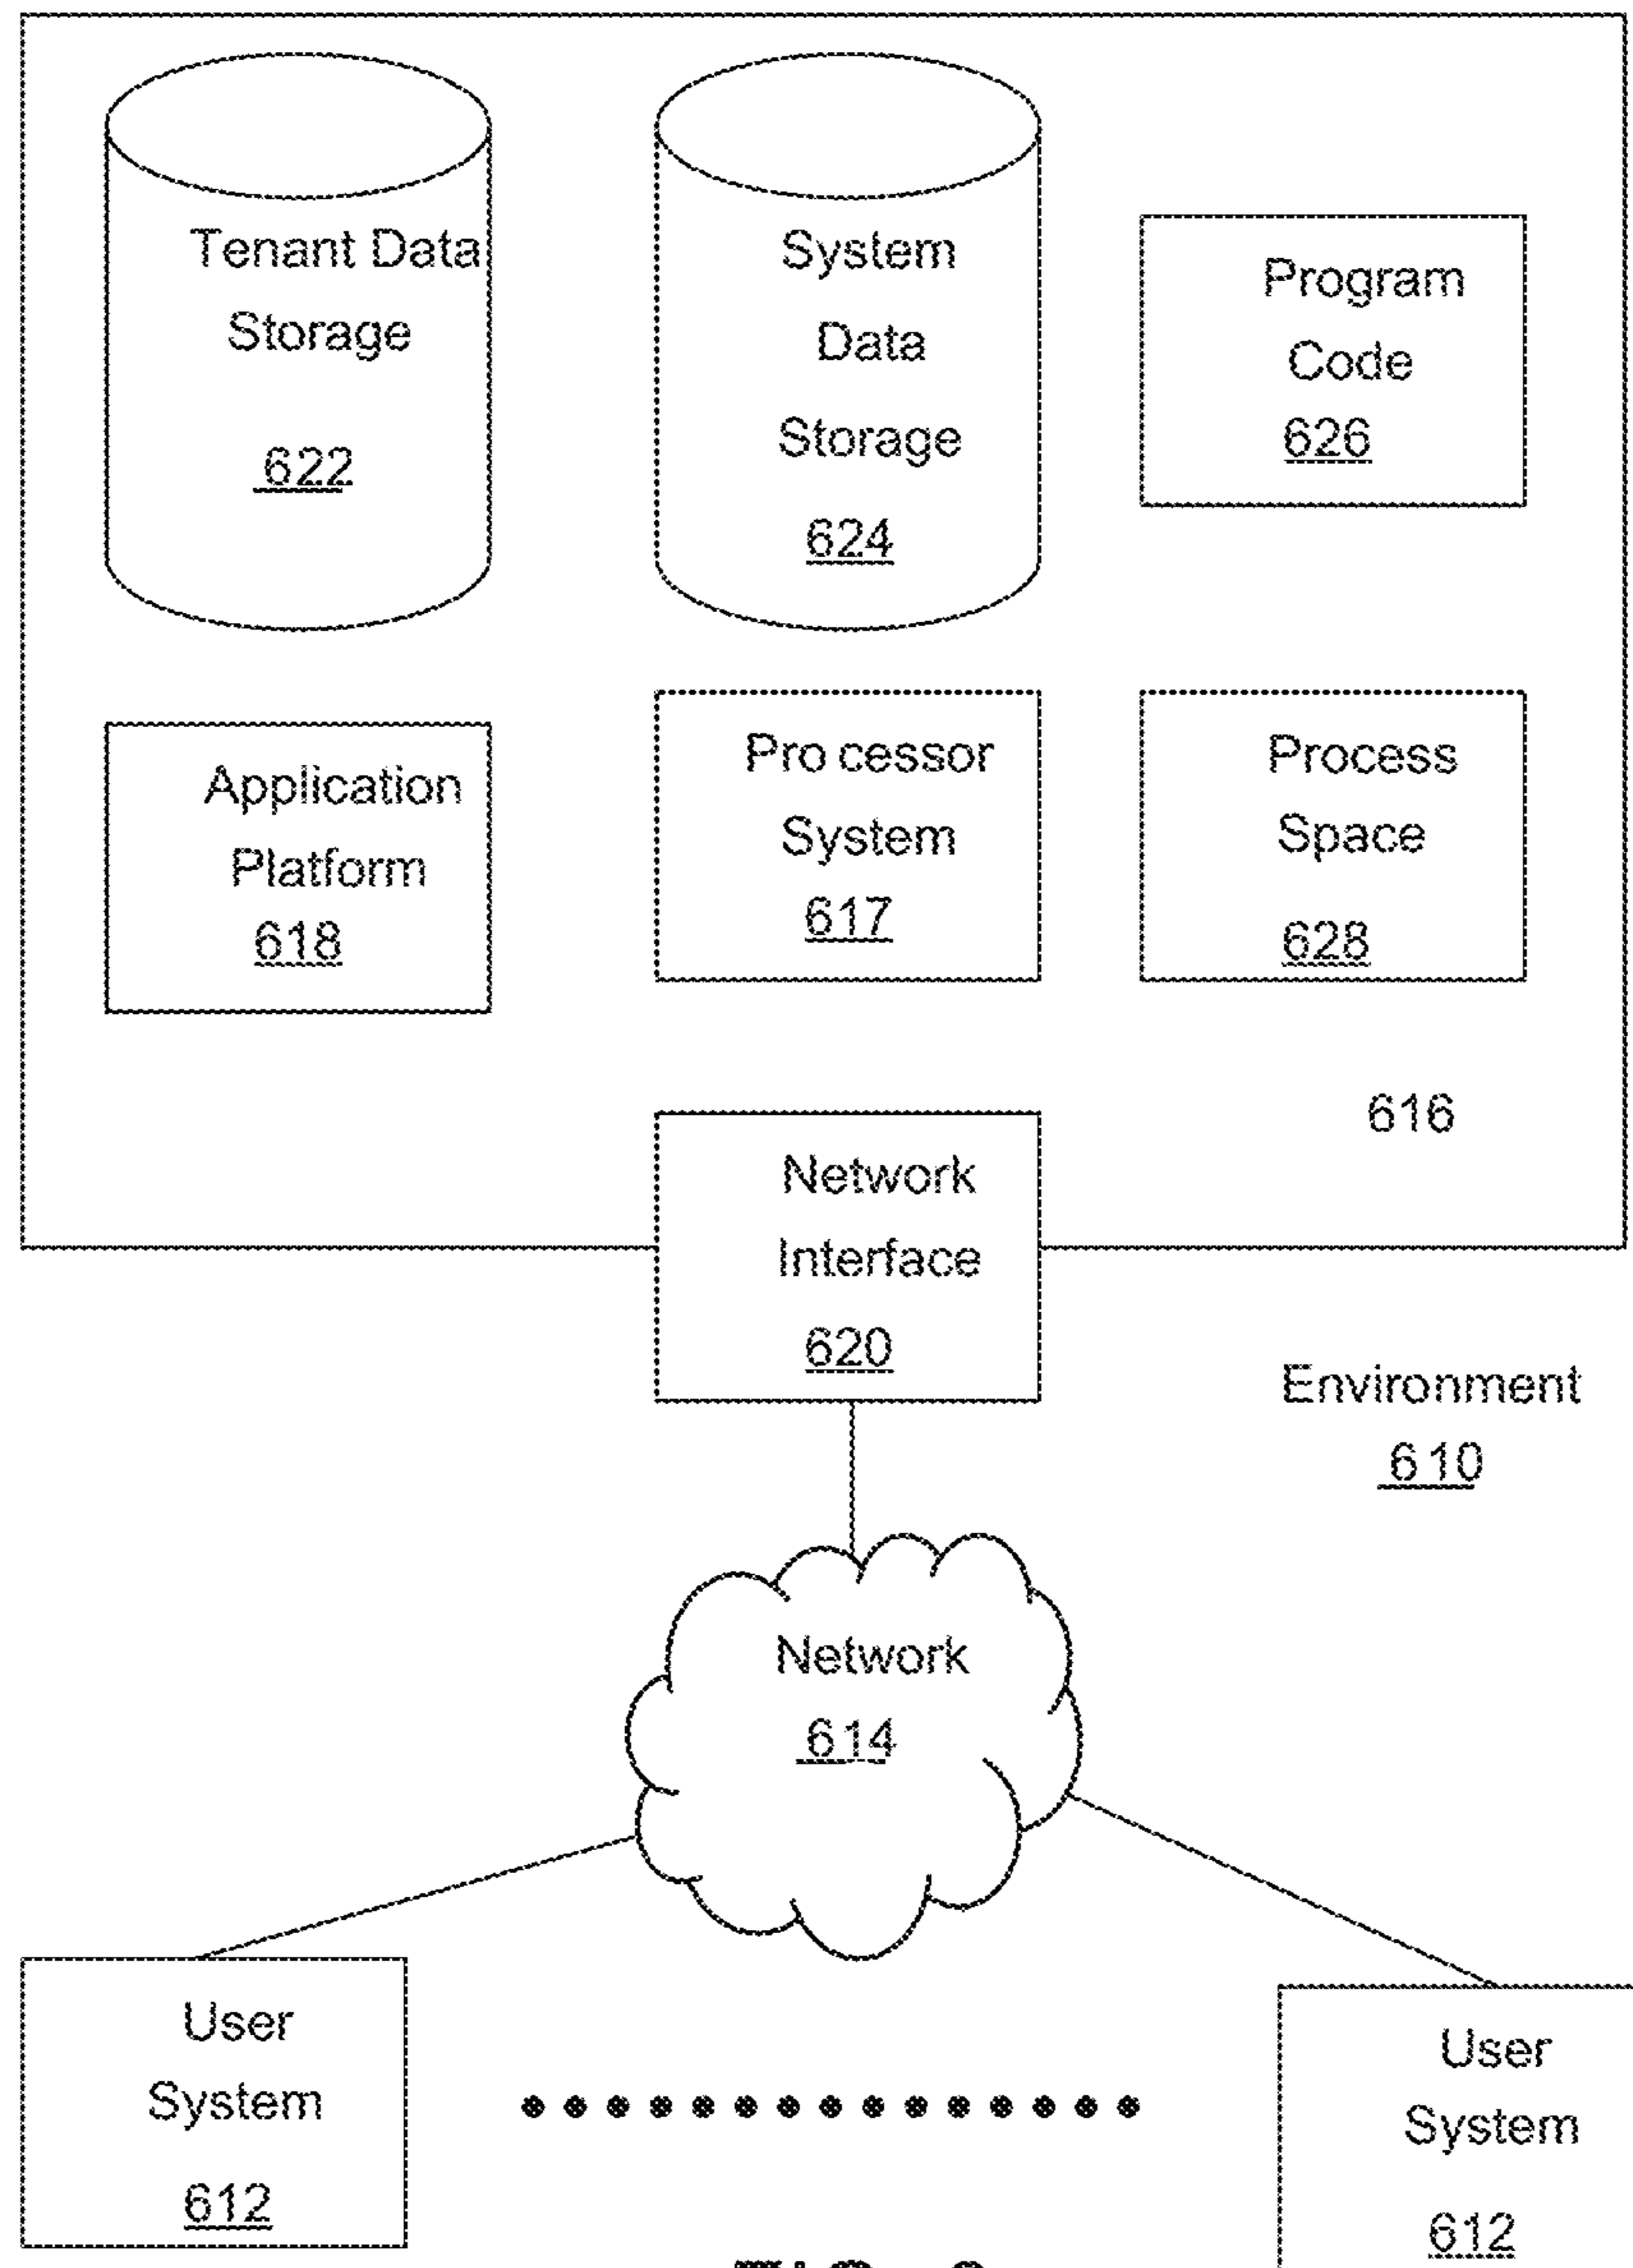 Tenant Data
Storage
622
System
Data
Storage
624
Program
Code
626
Application
Platform
618
Pro cessor
System
617
Process
Space
628
616
Network
Interface
620
Environment
610
Network
614
User
System
612
User
System
612